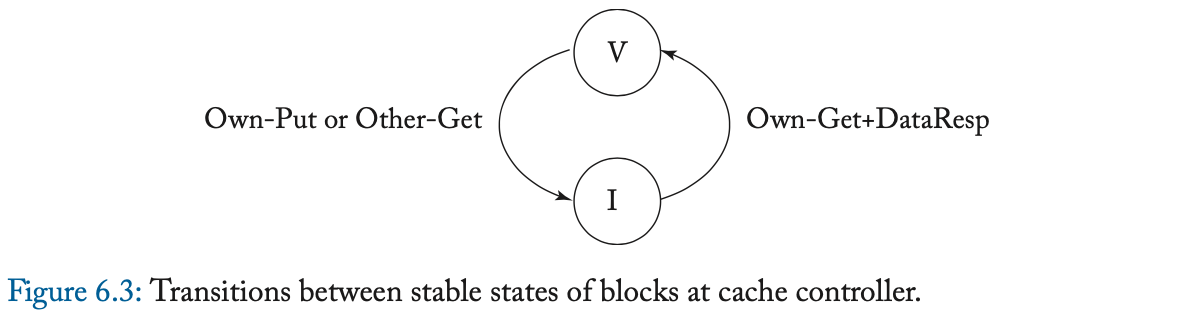 V
Own-Put or Other-Get
Own-Get+DataResp
I
Figure 6.3: Transitions between stable states of blocks at cache controller.